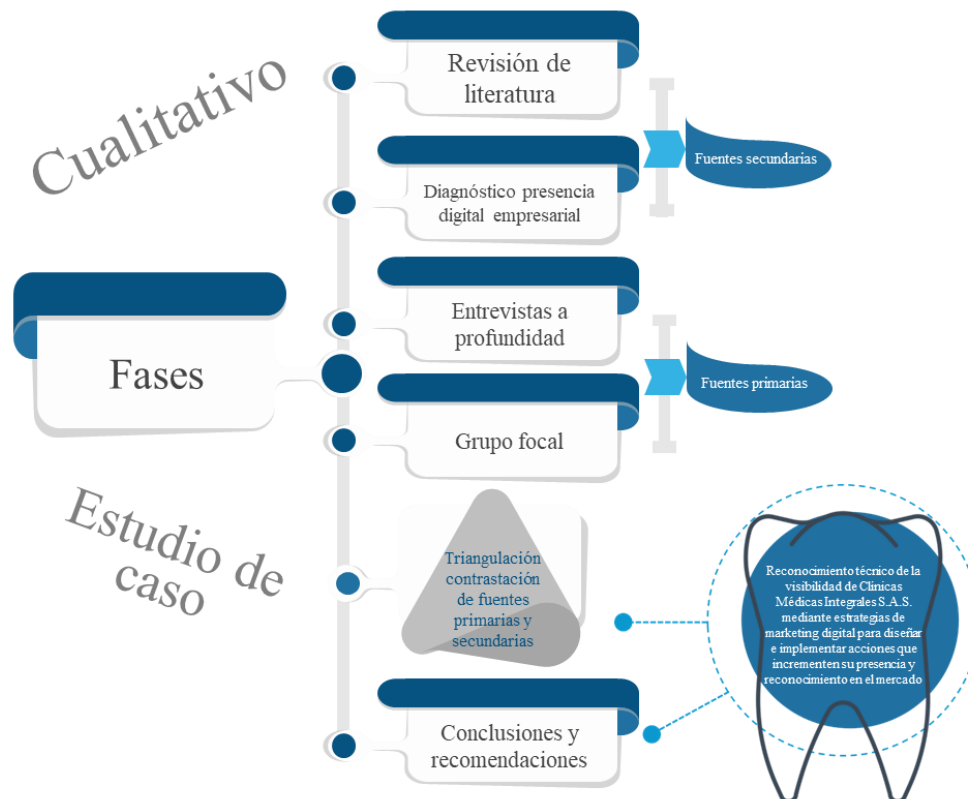 Cualitativo
Revisión de
literatura
Diagnóstico presencia
digital empresarial
Fuentes secundarias
Fases
Entrevistas a
profundidad
Grupo focal
Fuentes primarias
Estudio de
caso
Triangulación
contrastación
de fuentes
primarias y
secundarias
Reconocimiento técnico de la
visibilidad de Clínicas
Médicas Integrales S.A.S.
mediante estrategias de
marketing digital para diseñar
e implementar acciones que
incrementen su presencia y
reconocimiento en el mercado
Conclusiones y
recomendaciones